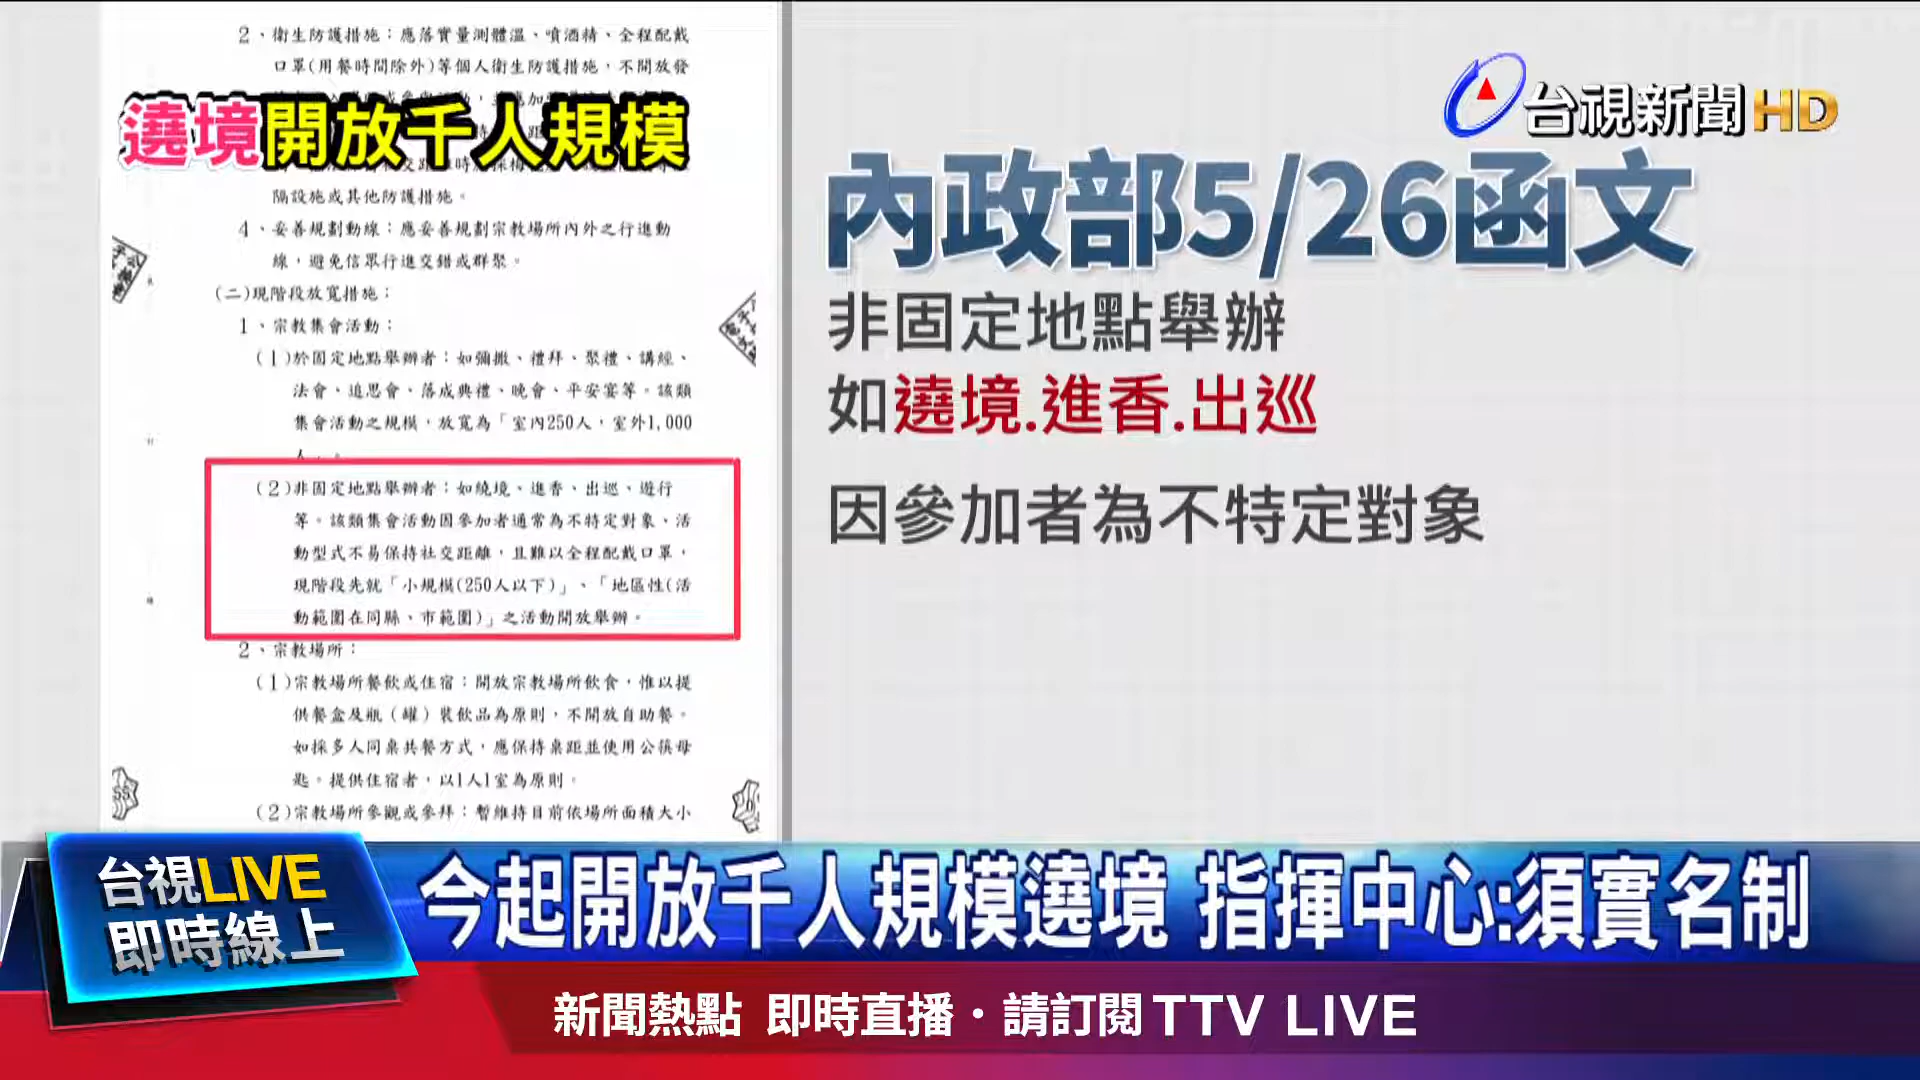 2、衛生防護措施：應落實量測體溫、噴酒精、全程配戴
口罩(用餐時間除外)等個人衛生防護措施，不開放發
遶境開放千人規模
隔設施或其他防護措施。
4、妥善規劃動線：應妥善規劃宗教場所內外之行進動
線，避免信眾行進交錯或群聚。
(二)現階段放寬措施：
1、宗教集會活動：
(1)於固定地點舉辦者：如彌撒、禮拜、聚禮、講經、
法會、追思會、落成典禮、晚會、平安宴等。該類
集會活動之規模，放寬為「室內250人，室外1,000
人」。
(2)非固定地點舉辦者：如繞境、進香、出巡、遊行
等。該類集會活動因參加者通常為不特定對象、活
動型式不易保持社交距離，且難以全程配戴口罩，
現階段先就「小規模(250人以下)」、「地區性(活
動範圍在同縣、市範圍)」之活動開放舉辦。
2、宗教場所：
(1)宗教場所餐飲或住宿：開放宗教場所飲食，惟以提
供餐盒及瓶（罐）裝飲品為原則，不開放自助餐。
如採多人同桌共餐方式，應保持桌距並使用公筷母
匙。提供住宿者，以1人1室為原則。
(2)宗教場所參觀或參拜：暫維持目前依場所面積大小
台視新聞HD
內政部5/26函文
非固定地點舉辦
如遶境.進香.出巡
因參加者為不特定對象
台視LIVE
即時線上
今起開放千人規模遶境 指揮中心:須實名制
新聞熱點 即時直播・請訂閱TTV LIVE